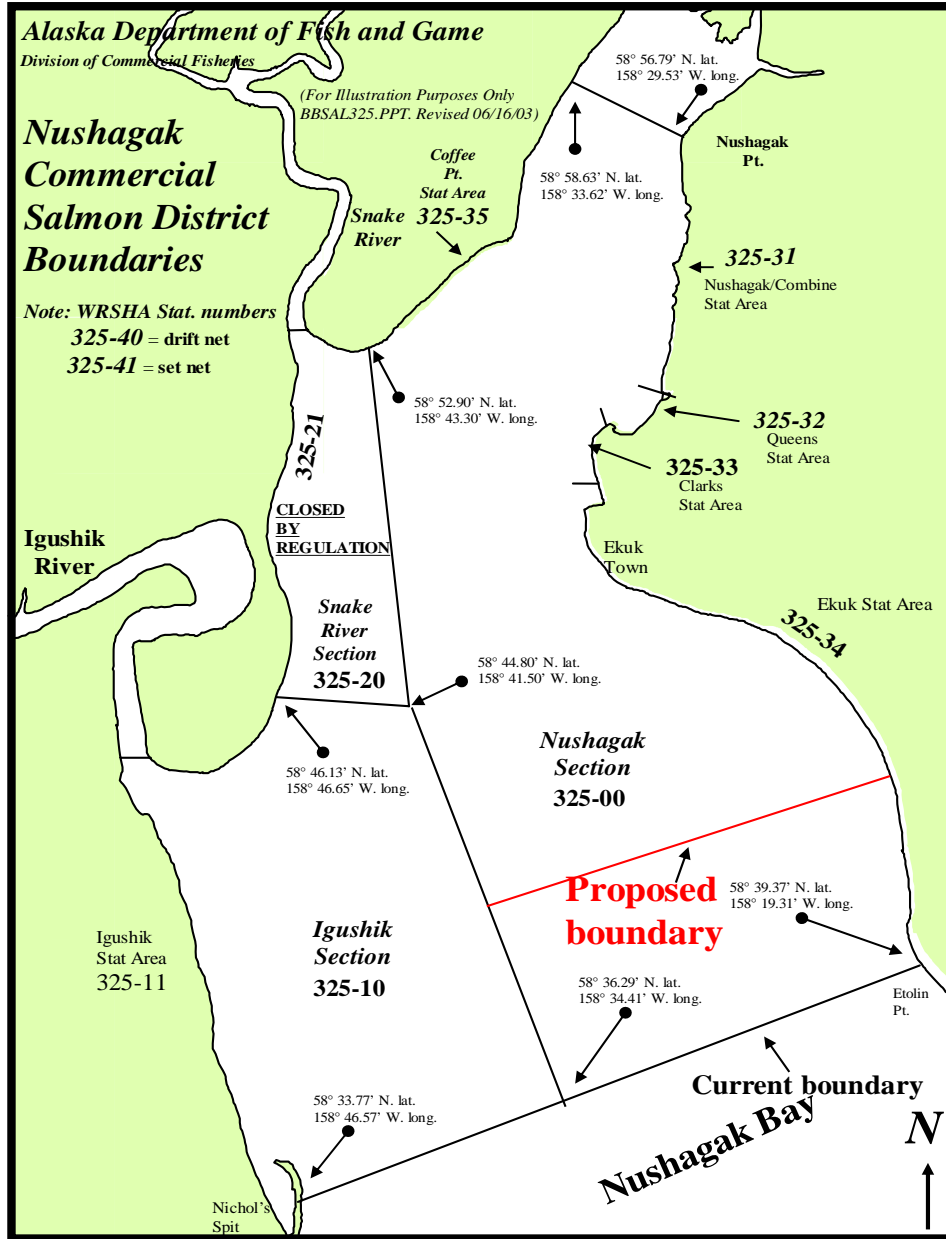 Alaska Department of Fish and Game
Division of Commercial Fisheries
(For Illustration Purposes Only
BBSAL325.PPT. Revised 06/16/03)
58° 56.79’ N. lat.
158° 29.53’ W. long.
Nushagak
Commercial
Salmon District
Boundaries
Nushagak
Pt.
Coffee
Pt.
Stat Area
325-35
58° 58.63’ N. lat.
158° 33.62’ W. long.
Snake
River
325-31
Nushagak/Combine
Stat Area
Note: WRSHA Stat. numbers
325-40 = drift net
325-41 = set net
58° 52.90’ N. lat.
158° 43.30’ W. long.
325-21
325-32
Queens
Stat Area
325-33
Clarks
Stat Area
CLOSED
BY
REGULATION
Igushik
River
Ekuk
Town
Ekuk Stat Area
325-34
Snake
River
Section
325-20
58° 44.80’ N. lat.
158° 41.50’ W. long.
Nushagak
Section
325-00
58° 46.13’ N. lat.
158° 46.65’ W. long.
Proposed
boundary
58° 39.37’ N. lat.
158° 19.31’ W. long.
Igushik
Section
325-10
Igushik
Stat Area
325-11
58° 36.29’ N. lat.
158° 34.41’ W. long.
Etolin
Pt.
Current boundary
58° 33.77’ N. lat.
158° 46.57’ W. long.
Nushagak Bay
N
Nichol's
Spit